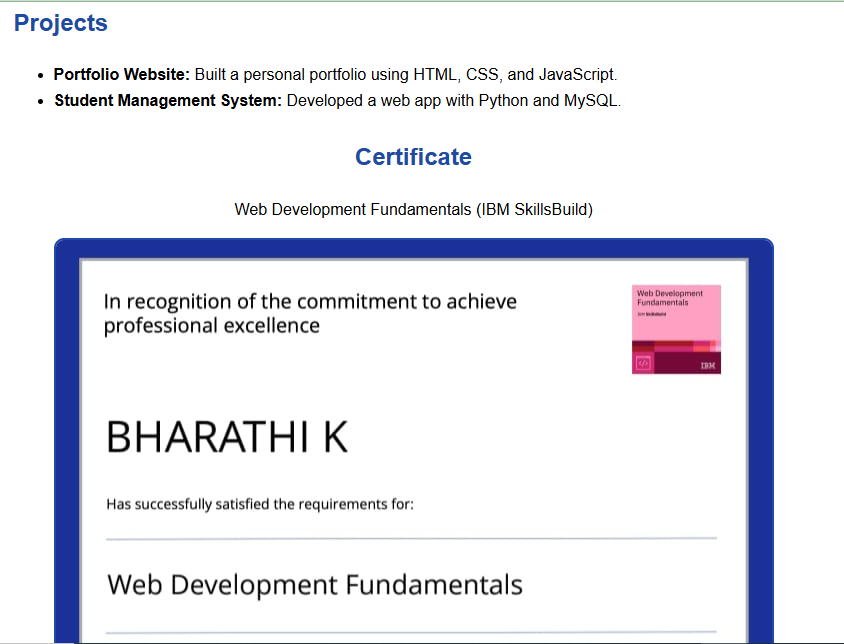 Projects
Portfolio Website: Built a personal portfolio using HTML, CSS, and JavaScript.
Student Management System: Developed a web app with Python and MySQL.
Certificate
Web Development Fundamentals (IBM SkillsBuild)
In recognition of the commitment to achieve
professional excellence
Web Development
Fundamentals
IBM SkillsBuild
</>
IBM
BHARATHI K
Has successfully satisfied the requirements for:
Web Development Fundamentals